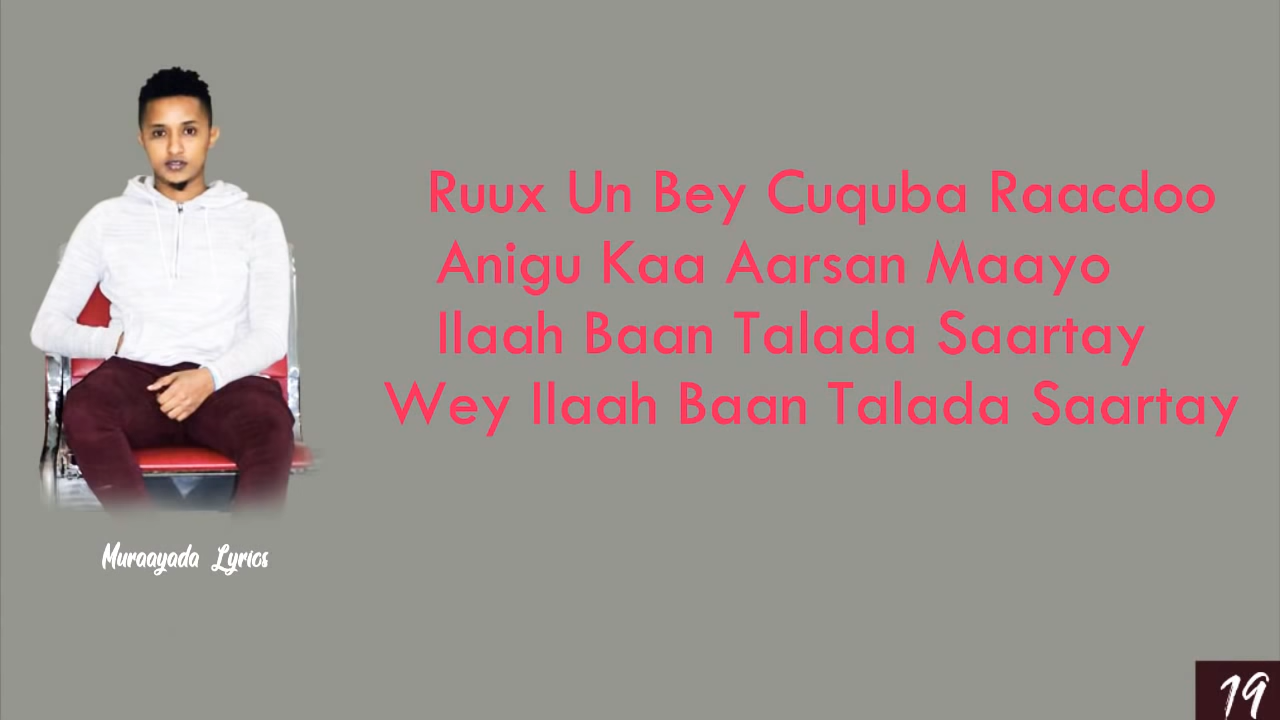 Ruux Un Bey Cuquba Raacdoo
Anigu Kaa Aarsan Maayo
Ilaah Baan Talada Saartay
Wey Ilaah Baan Talada Saartay
Muraayada Lyrics
19